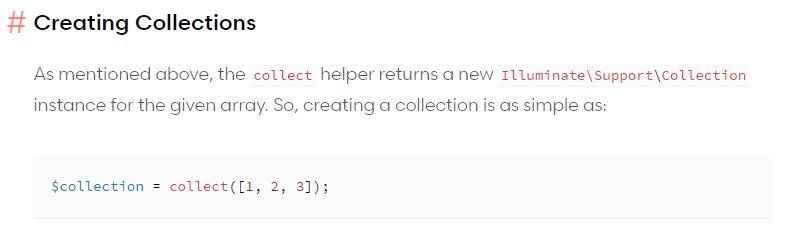 # Creating Collections
As mentioned above, the collect helper returns a new Illuminate\Support\Collection
instance for the given array. So, creating a collection is as simple as:
$collection = collect([1, 2, 3]);